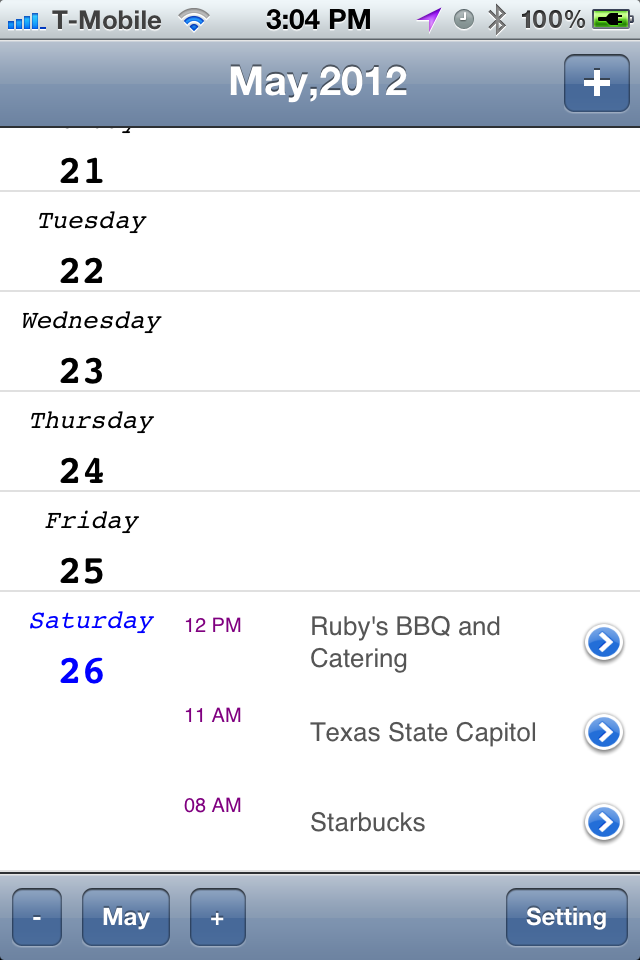 T-Mobile 3:04 PM 100%
May,2012 +
21
Tuesday
22
Wednesday
23
Thursday
24
Friday
25
Saturday 12 PM Ruby's BBQ and
Catering
26
11 AM Texas State Capitol
08 AM Starbucks
- May + Setting